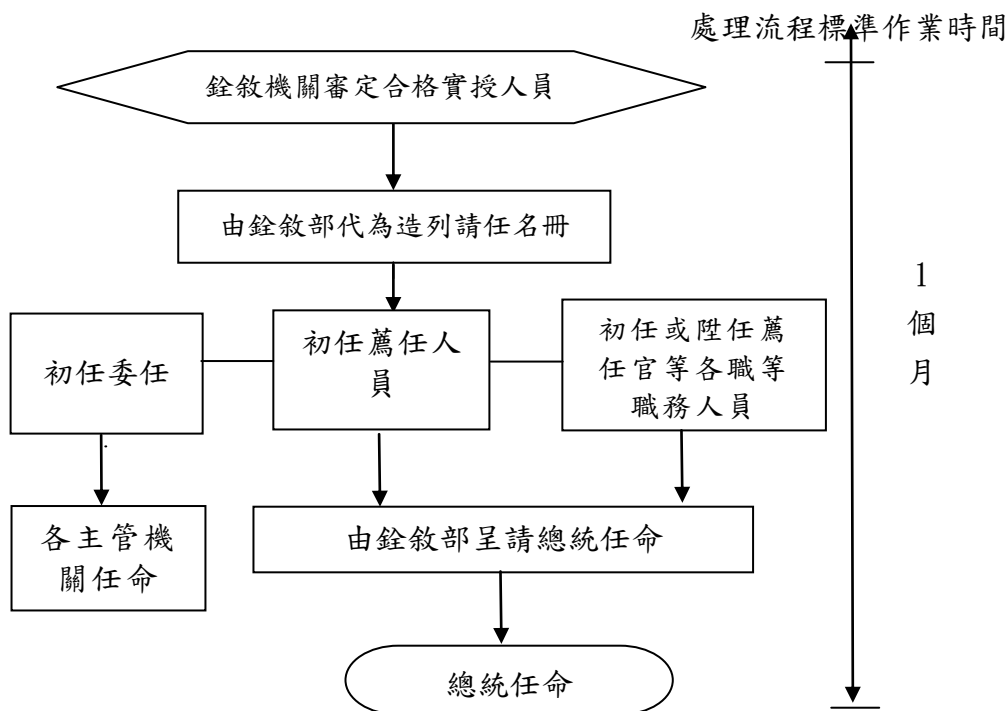 處理流程標準作業時間
銓敘機關審定合格實授人員
由銓敘部代為造列請任名冊
初任委任
初任薦任人
員
初任或陞任薦
任官等各職等
職務人員
1
個
月
各主管機
關任命
由銓敘部呈請總統任命
總統任命